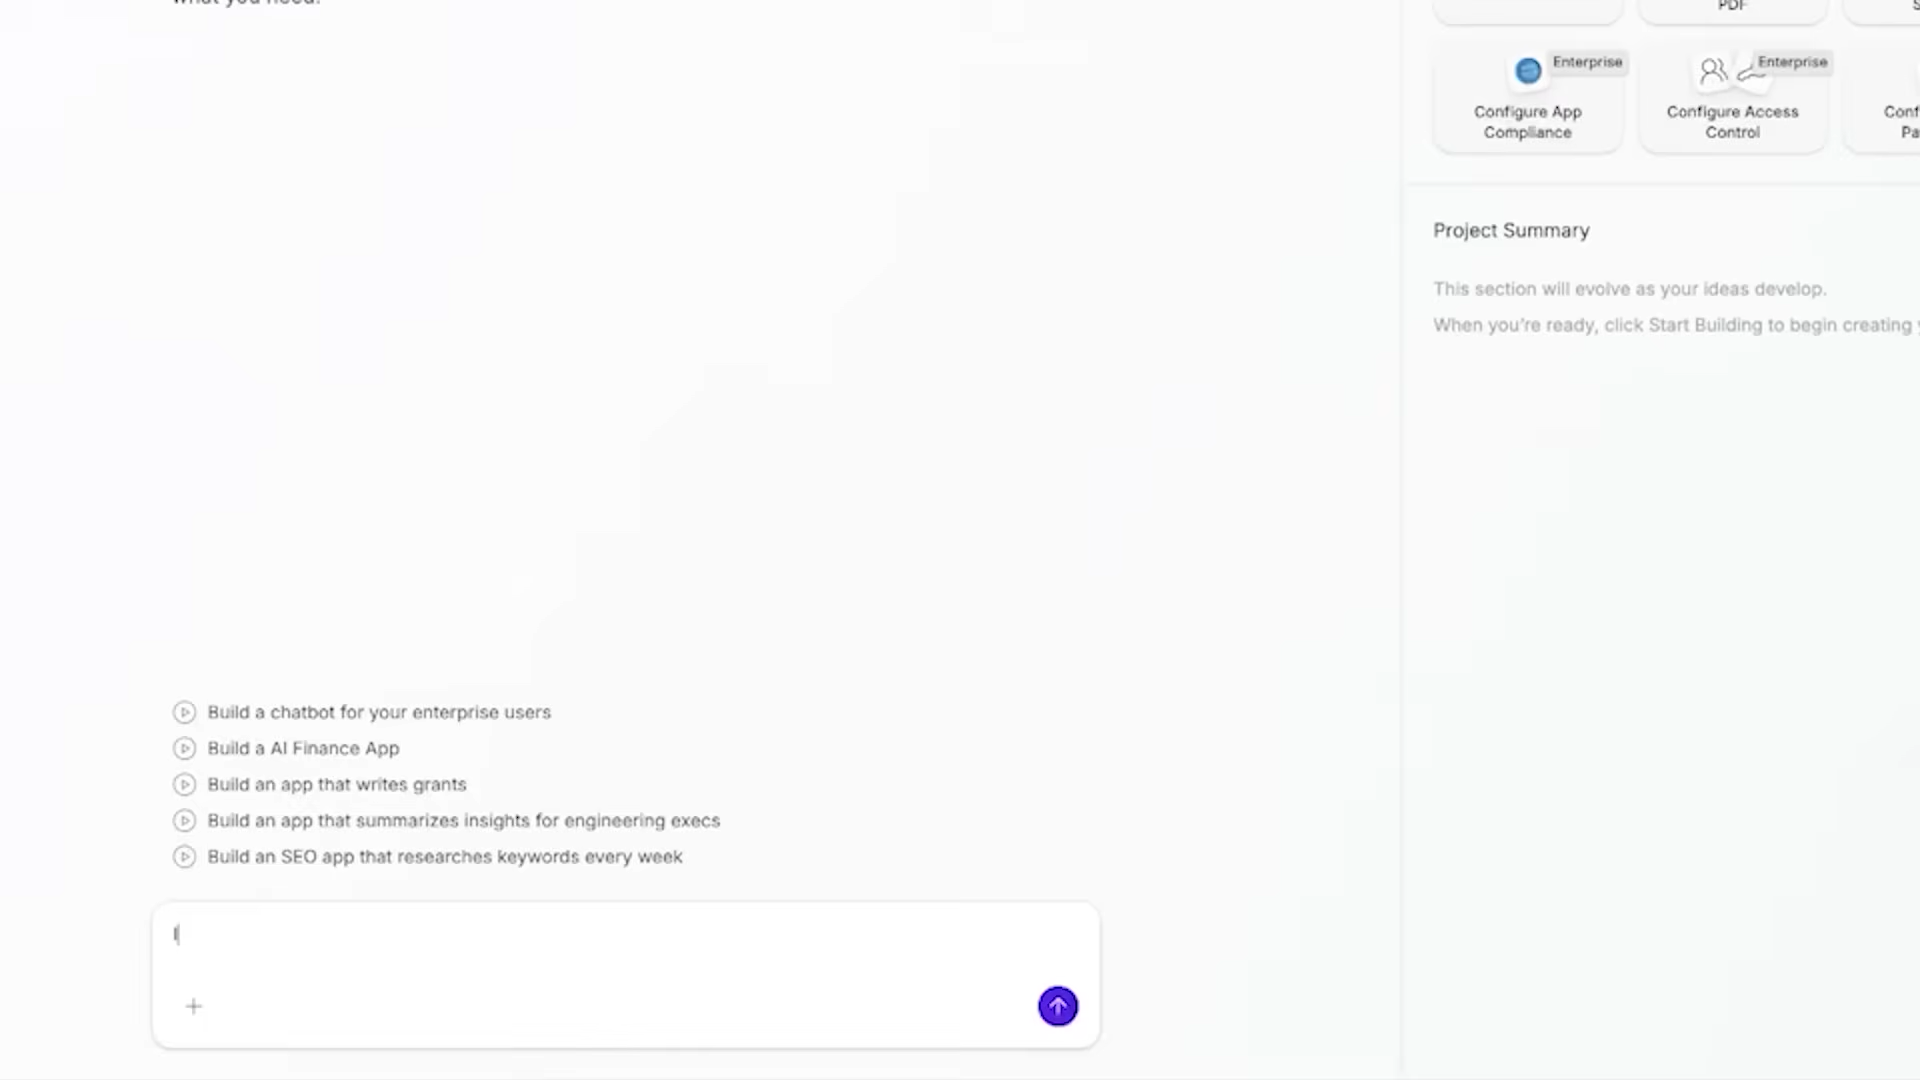 what you need?
PDF
Enterprise
Configure App
Compliance
Enterprise
Configure Access
Control
Project Summary
This section will evolve as your ideas develop.
When you're ready, click Start Building to begin creating
Build a chatbot for your enterprise users
Build a AI Finance App
Build an app that writes grants
Build an app that summarizes insights for engineering execs
Build an SEO app that researches keywords every week
I